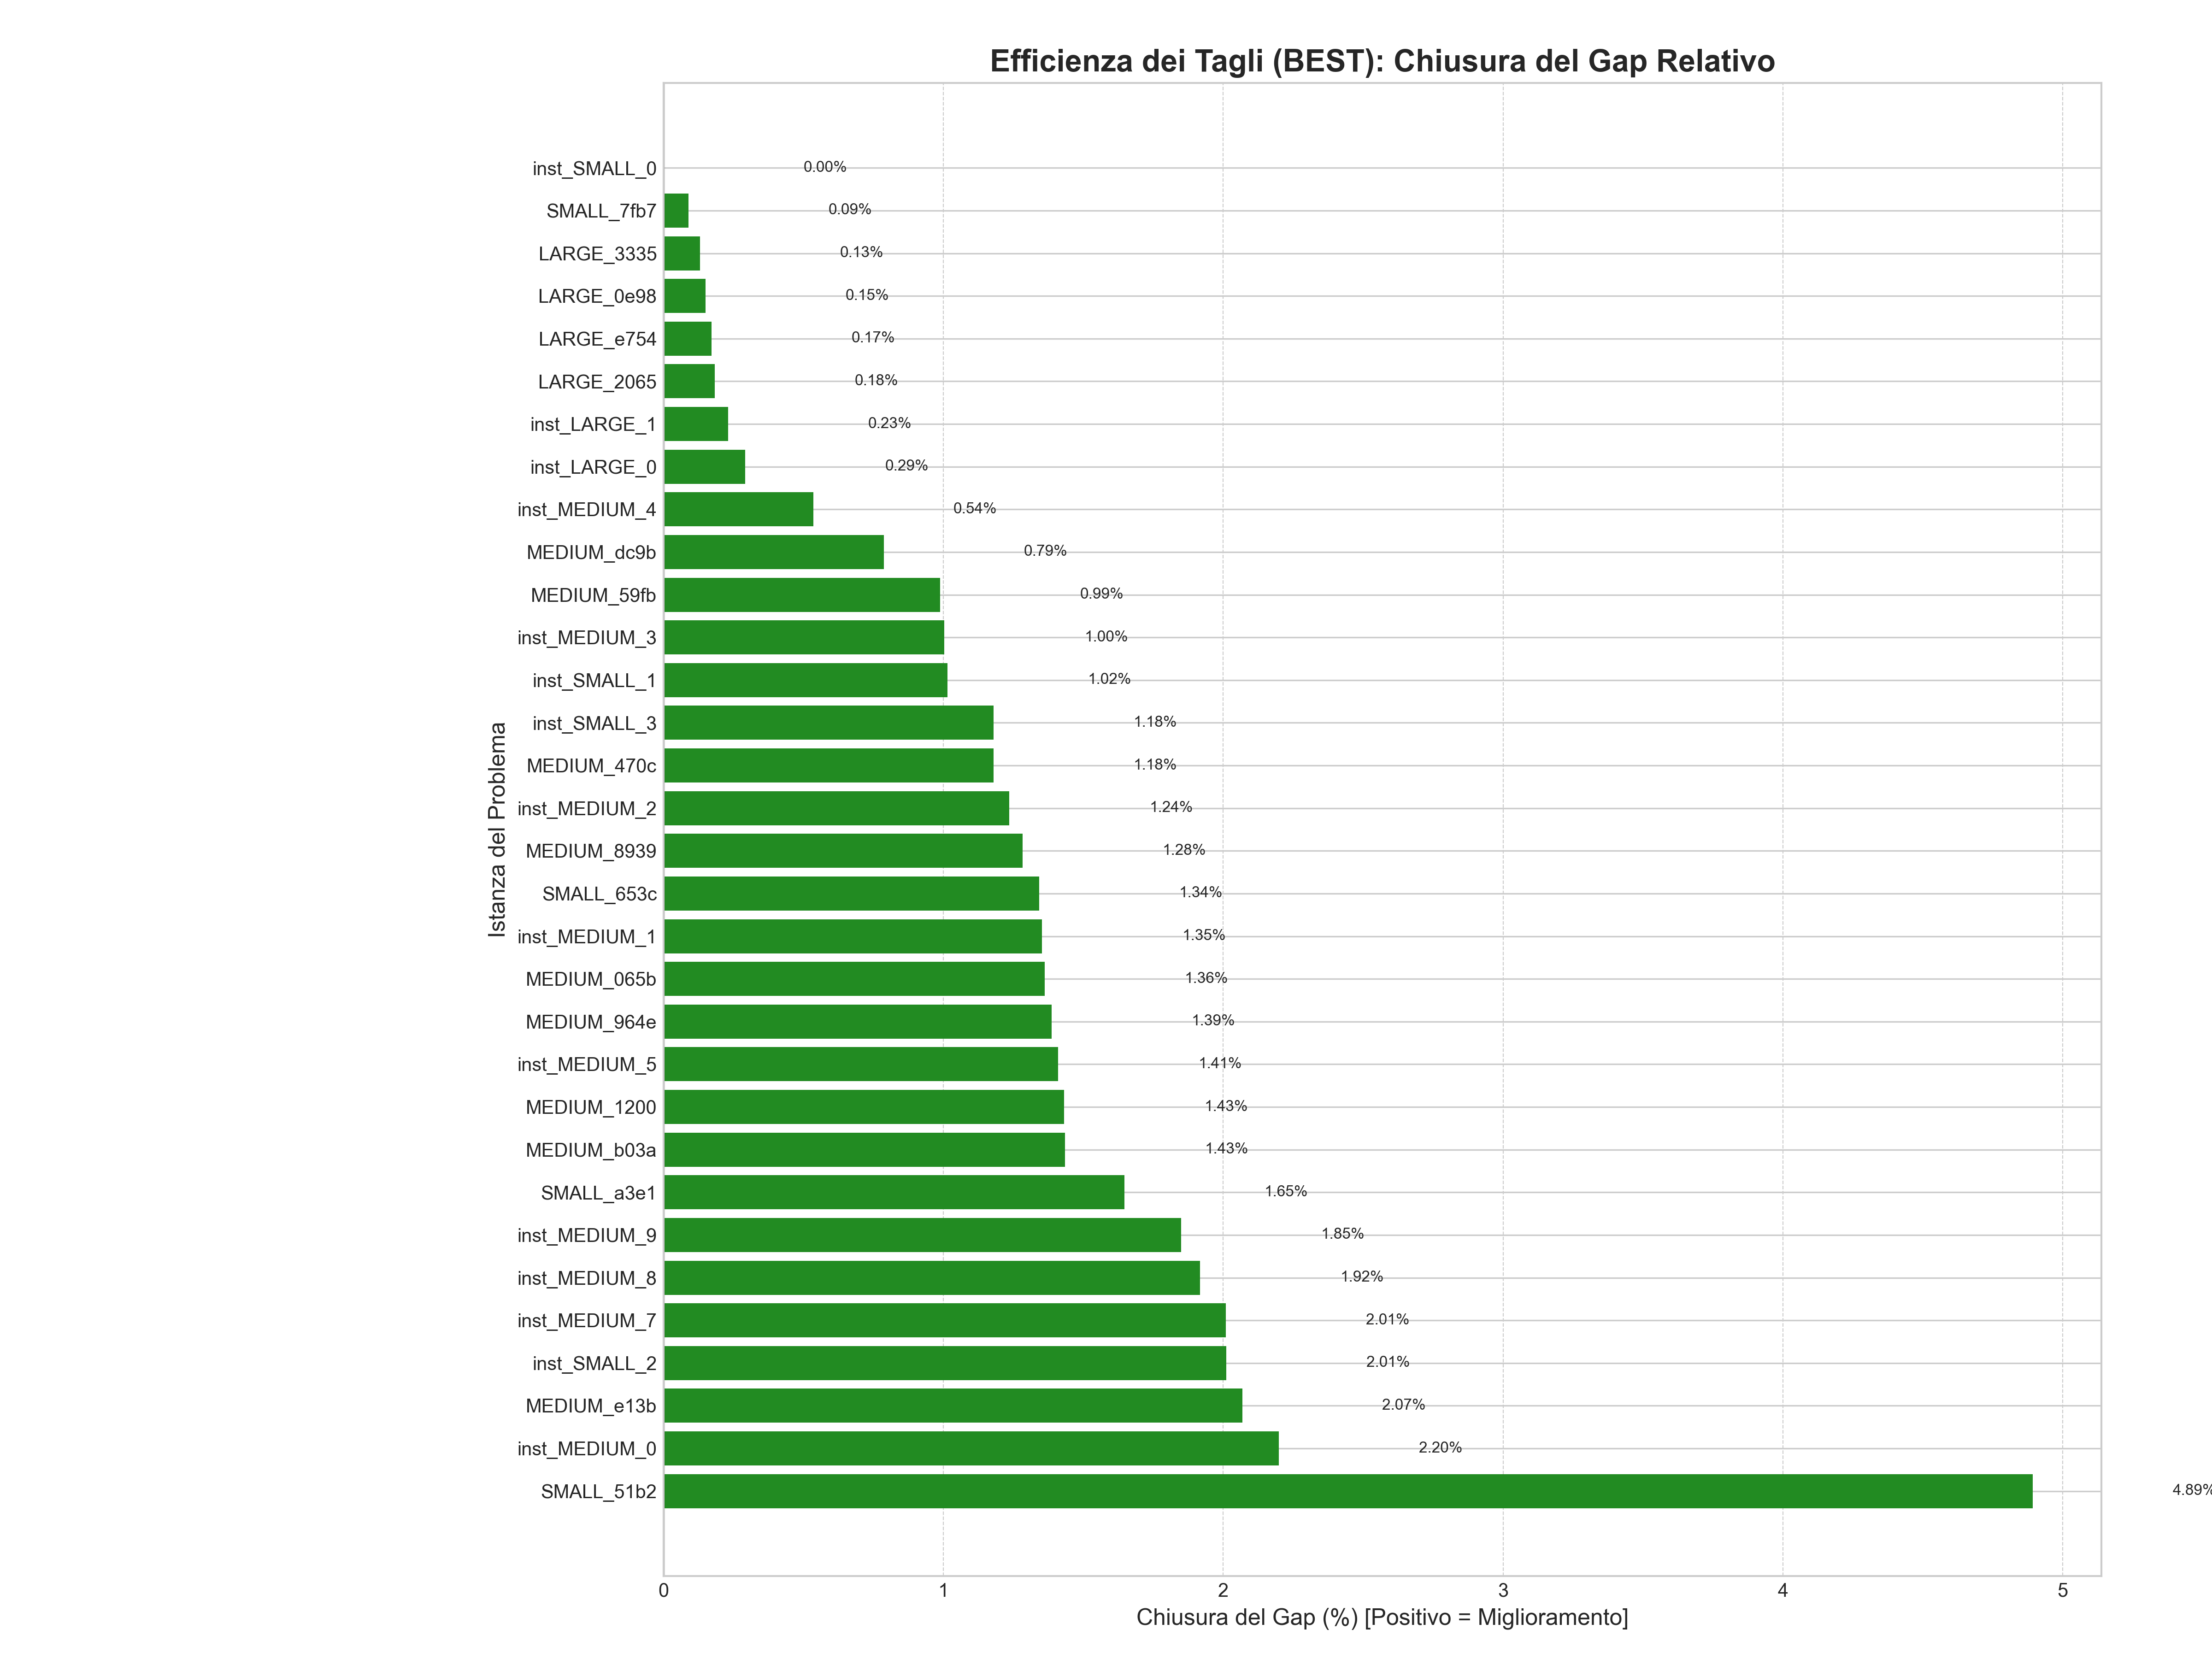 Efficienza dei Tagli (BEST): Chiusura del Gap Relativo
Istanza del Problema
inst_SMALL_0 0.00%
SMALL_7fb7 0.09%
LARGE_3335 0.13%
LARGE_0e98 0.15%
LARGE_e754 0.17%
LARGE_2065 0.18%
inst_LARGE_1 0.23%
inst_LARGE_0 0.29%
inst_MEDIUM_4 0.54%
MEDIUM_dc9b 0.79%
MEDIUM_59fb 0.99%
inst_MEDIUM_3 1.00%
inst_SMALL_1 1.02%
inst_SMALL_3 1.18%
MEDIUM_470c 1.18%
inst_MEDIUM_2 1.24%
MEDIUM_8939 1.28%
SMALL_653c 1.34%
inst_MEDIUM_1 1.35%
MEDIUM_065b 1.36%
MEDIUM_964e 1.39%
inst_MEDIUM_5 1.41%
MEDIUM_1200 1.43%
MEDIUM_b03a 1.43%
SMALL_a3e1 1.65%
inst_MEDIUM_9 1.85%
inst_MEDIUM_8 1.92%
inst_MEDIUM_7 2.01%
inst_SMALL_2 2.01%
MEDIUM_e13b 2.07%
inst_MEDIUM_0 2.20%
SMALL_51b2 4.89%
0 1 2 3 4 5
Chiusura del Gap (%) [Positivo = Miglioramento]